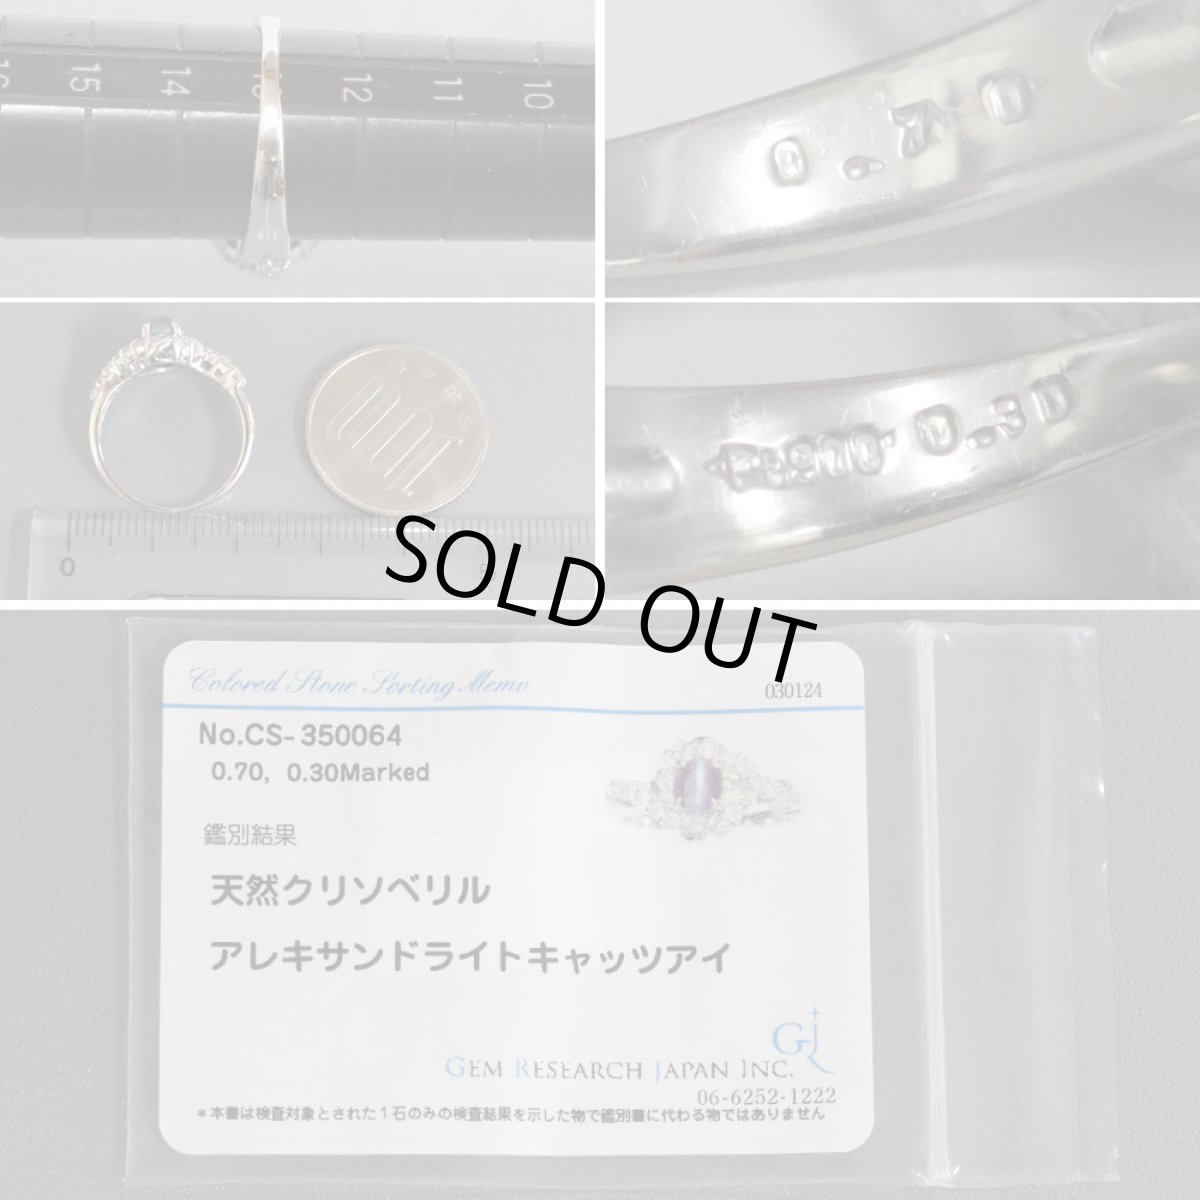 15 14 12 11 10
0.70
100
Pt900 D0.30
0
SOLD OUT
Colored Stone Sorting Memo
030124
No.CS-350064
0.70, 0.30Marked
鑑別結果
天然クリソベリル
アレキサンドライトキャッツアイ
GJ
GEM RESEARCH JAPAN INC.
06-6252-1222
*本書は検査対象とされた1石のみの検査結果を示した物で鑑別書に代わる物ではありません